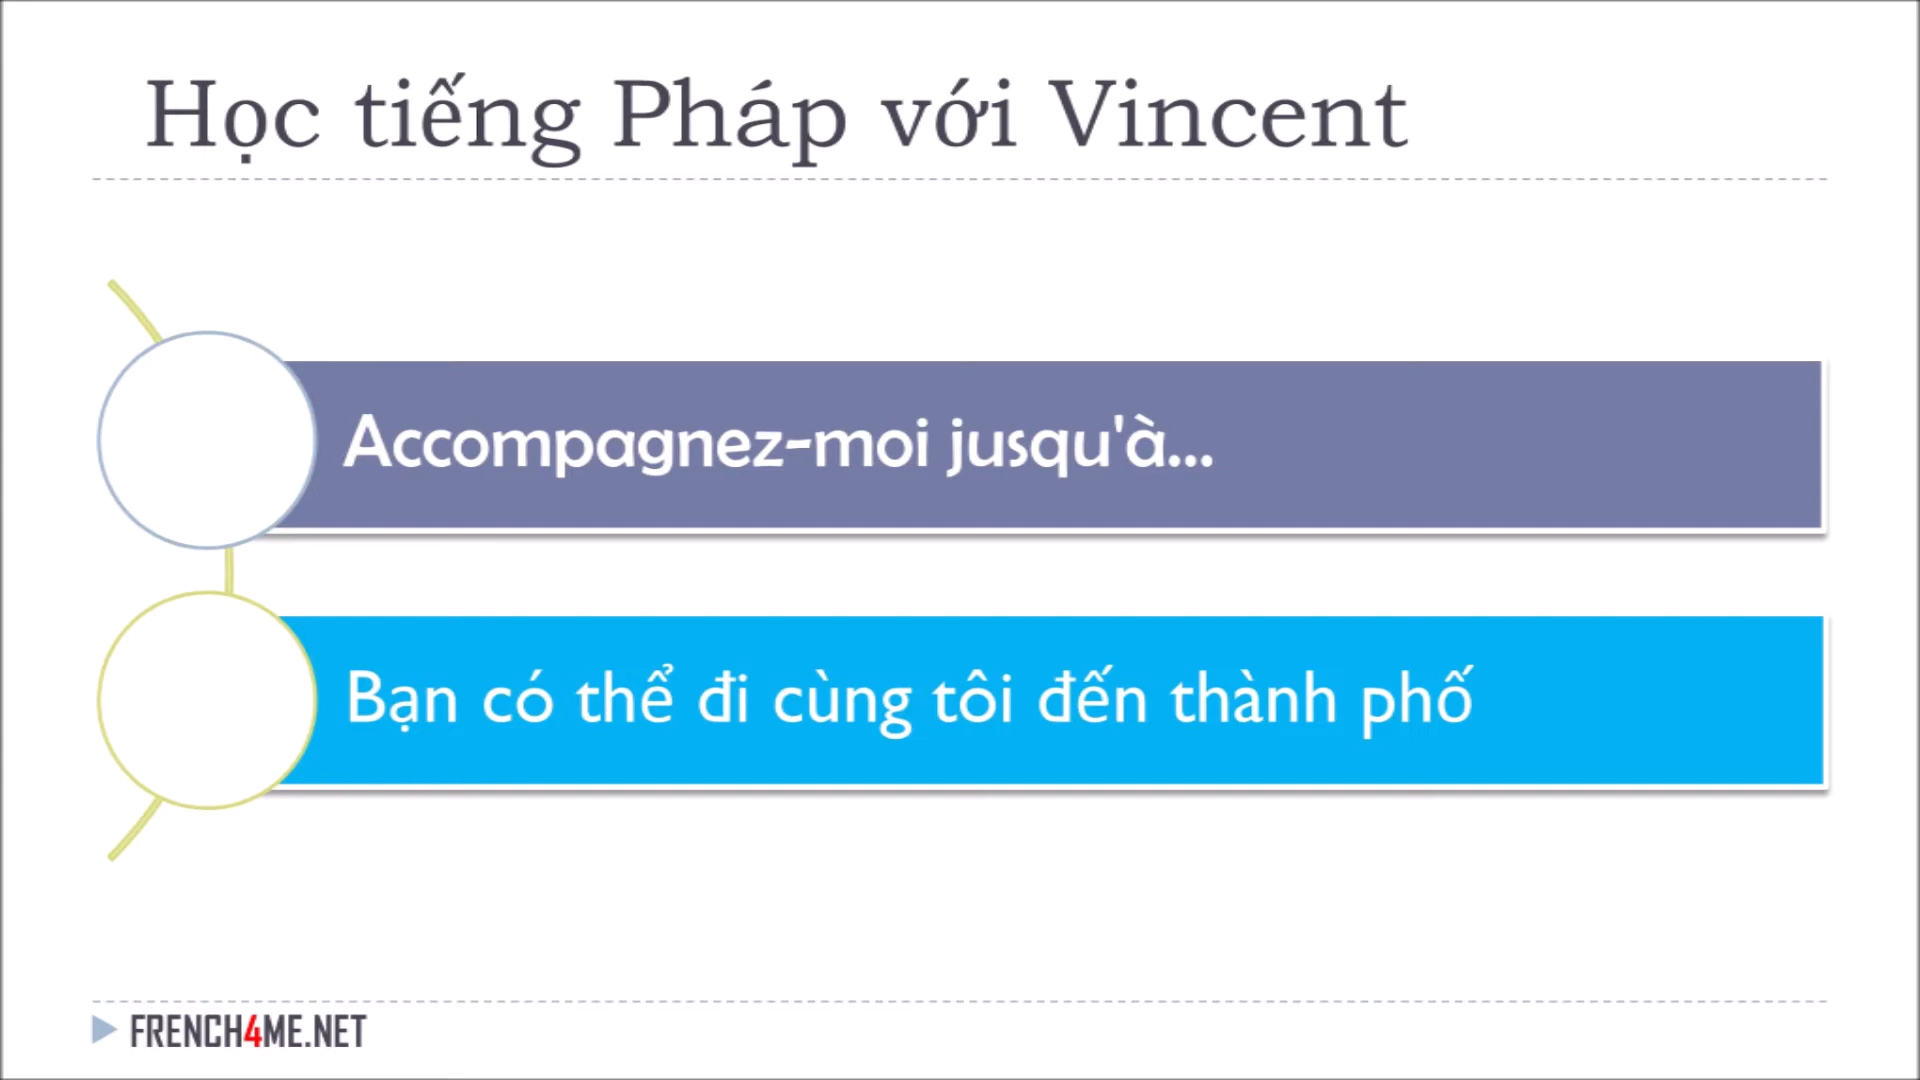 Học tiếng Pháp với Vincent
Accompagnez-moi jusqu'à...
Bạn có thể đi cùng tôi đến thành phố
FRENCH4ME.NET